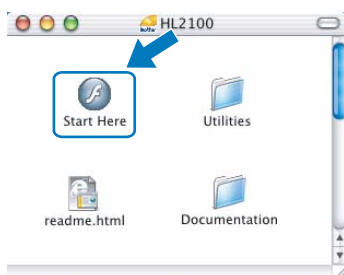 HL2100
Start Here
Utilities
readme.html
Documentation